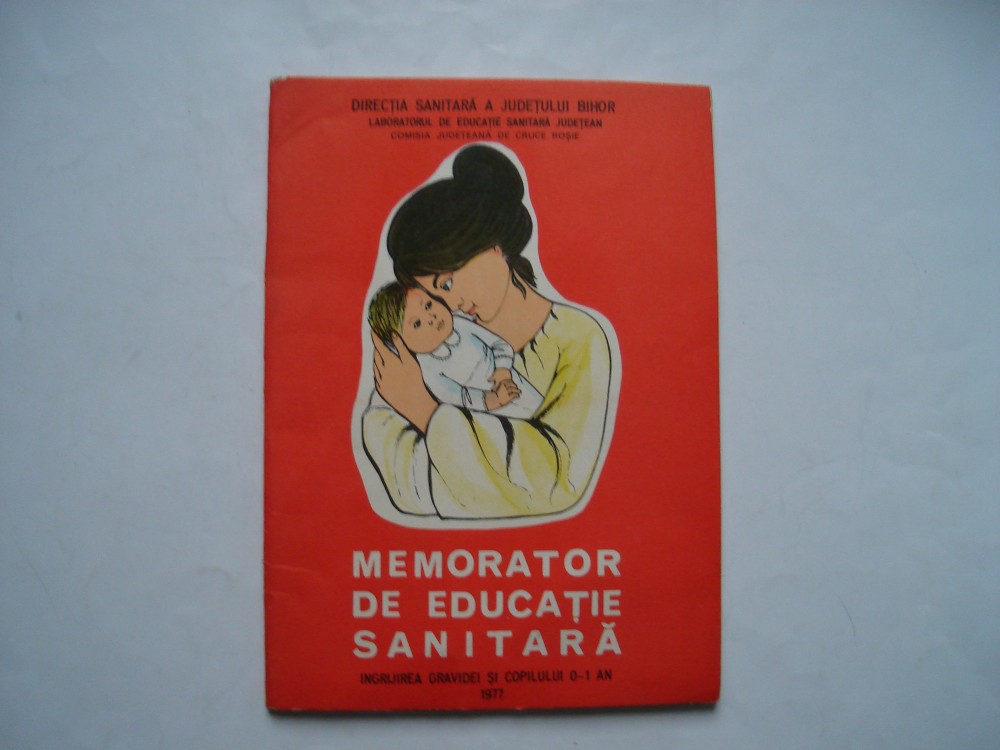 DIRECȚIA SANITARĂ A JUDEȚULUI BIHOR
LABORATORUL DE EDUCAȚIE SANITARĂ JUDEȚEAN
COMISIA JUDEȚEANĂ DE CRUCE ROȘIE
MEMORATOR
DE EDUCAȚIE
SANITARĂ
INGRIJIREA GRAVIDEI ȘI COPILULUI 0-1 AN
1977